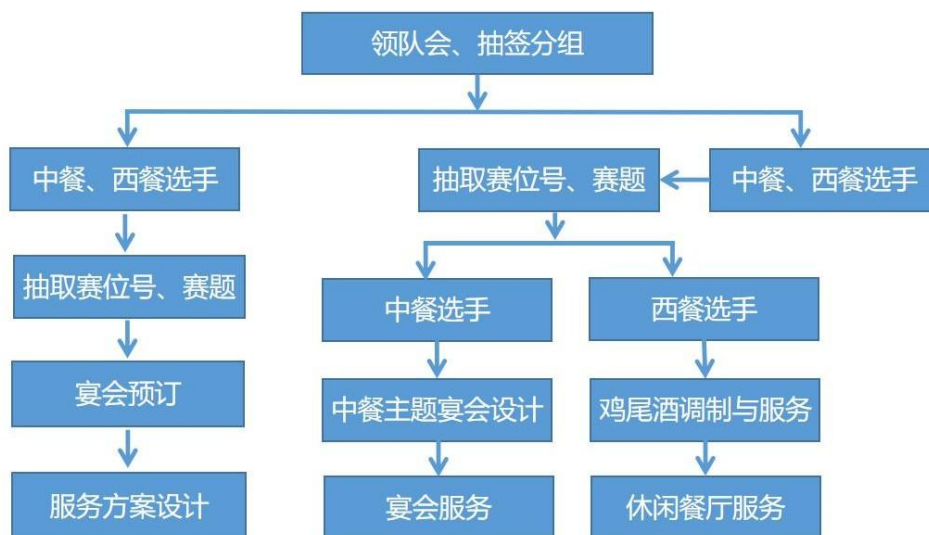 领队会、抽签分组
中餐、西餐选手
抽取赛位号、赛题
中餐、西餐选手
抽取赛位号、赛题
中餐选手
西餐选手
宴会预订
中餐主题宴会设计
鸡尾酒调制与服务
服务方案设计
宴会服务
休闲餐厅服务